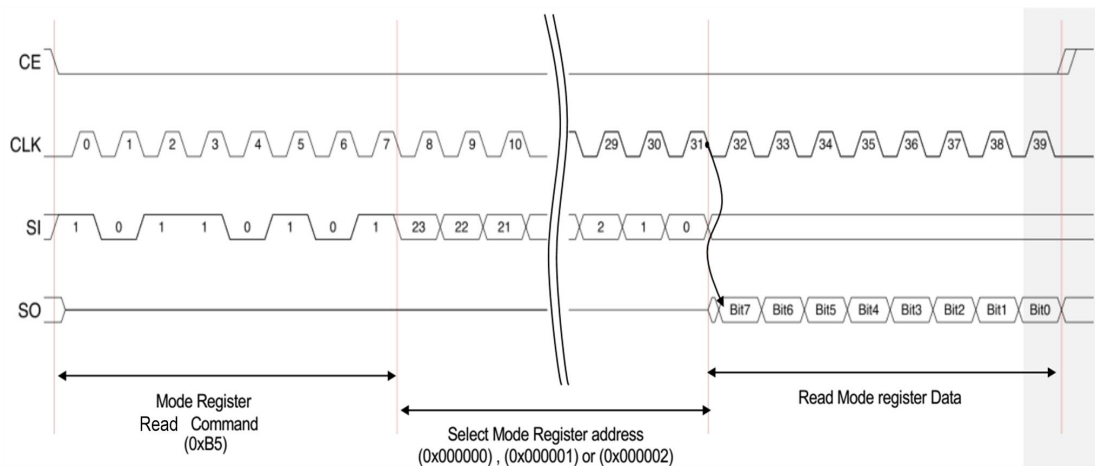 CE
CLK 0 1 2 3 4 5 6 7 8 9 10 29 30 31 32 33 34 35 36 37 38 39
SI 1 0 1 1 0 1 0 1 23 22 21 2 1 0
SO Bit7 Bit6 Bit5 Bit4 Bit3 Bit2 Bit1 Bit0
Mode Register
Read Command
(0xB5)
Select Mode Register address
(0x000000) , (0x000001) or (0x000002)
Read Mode register Data